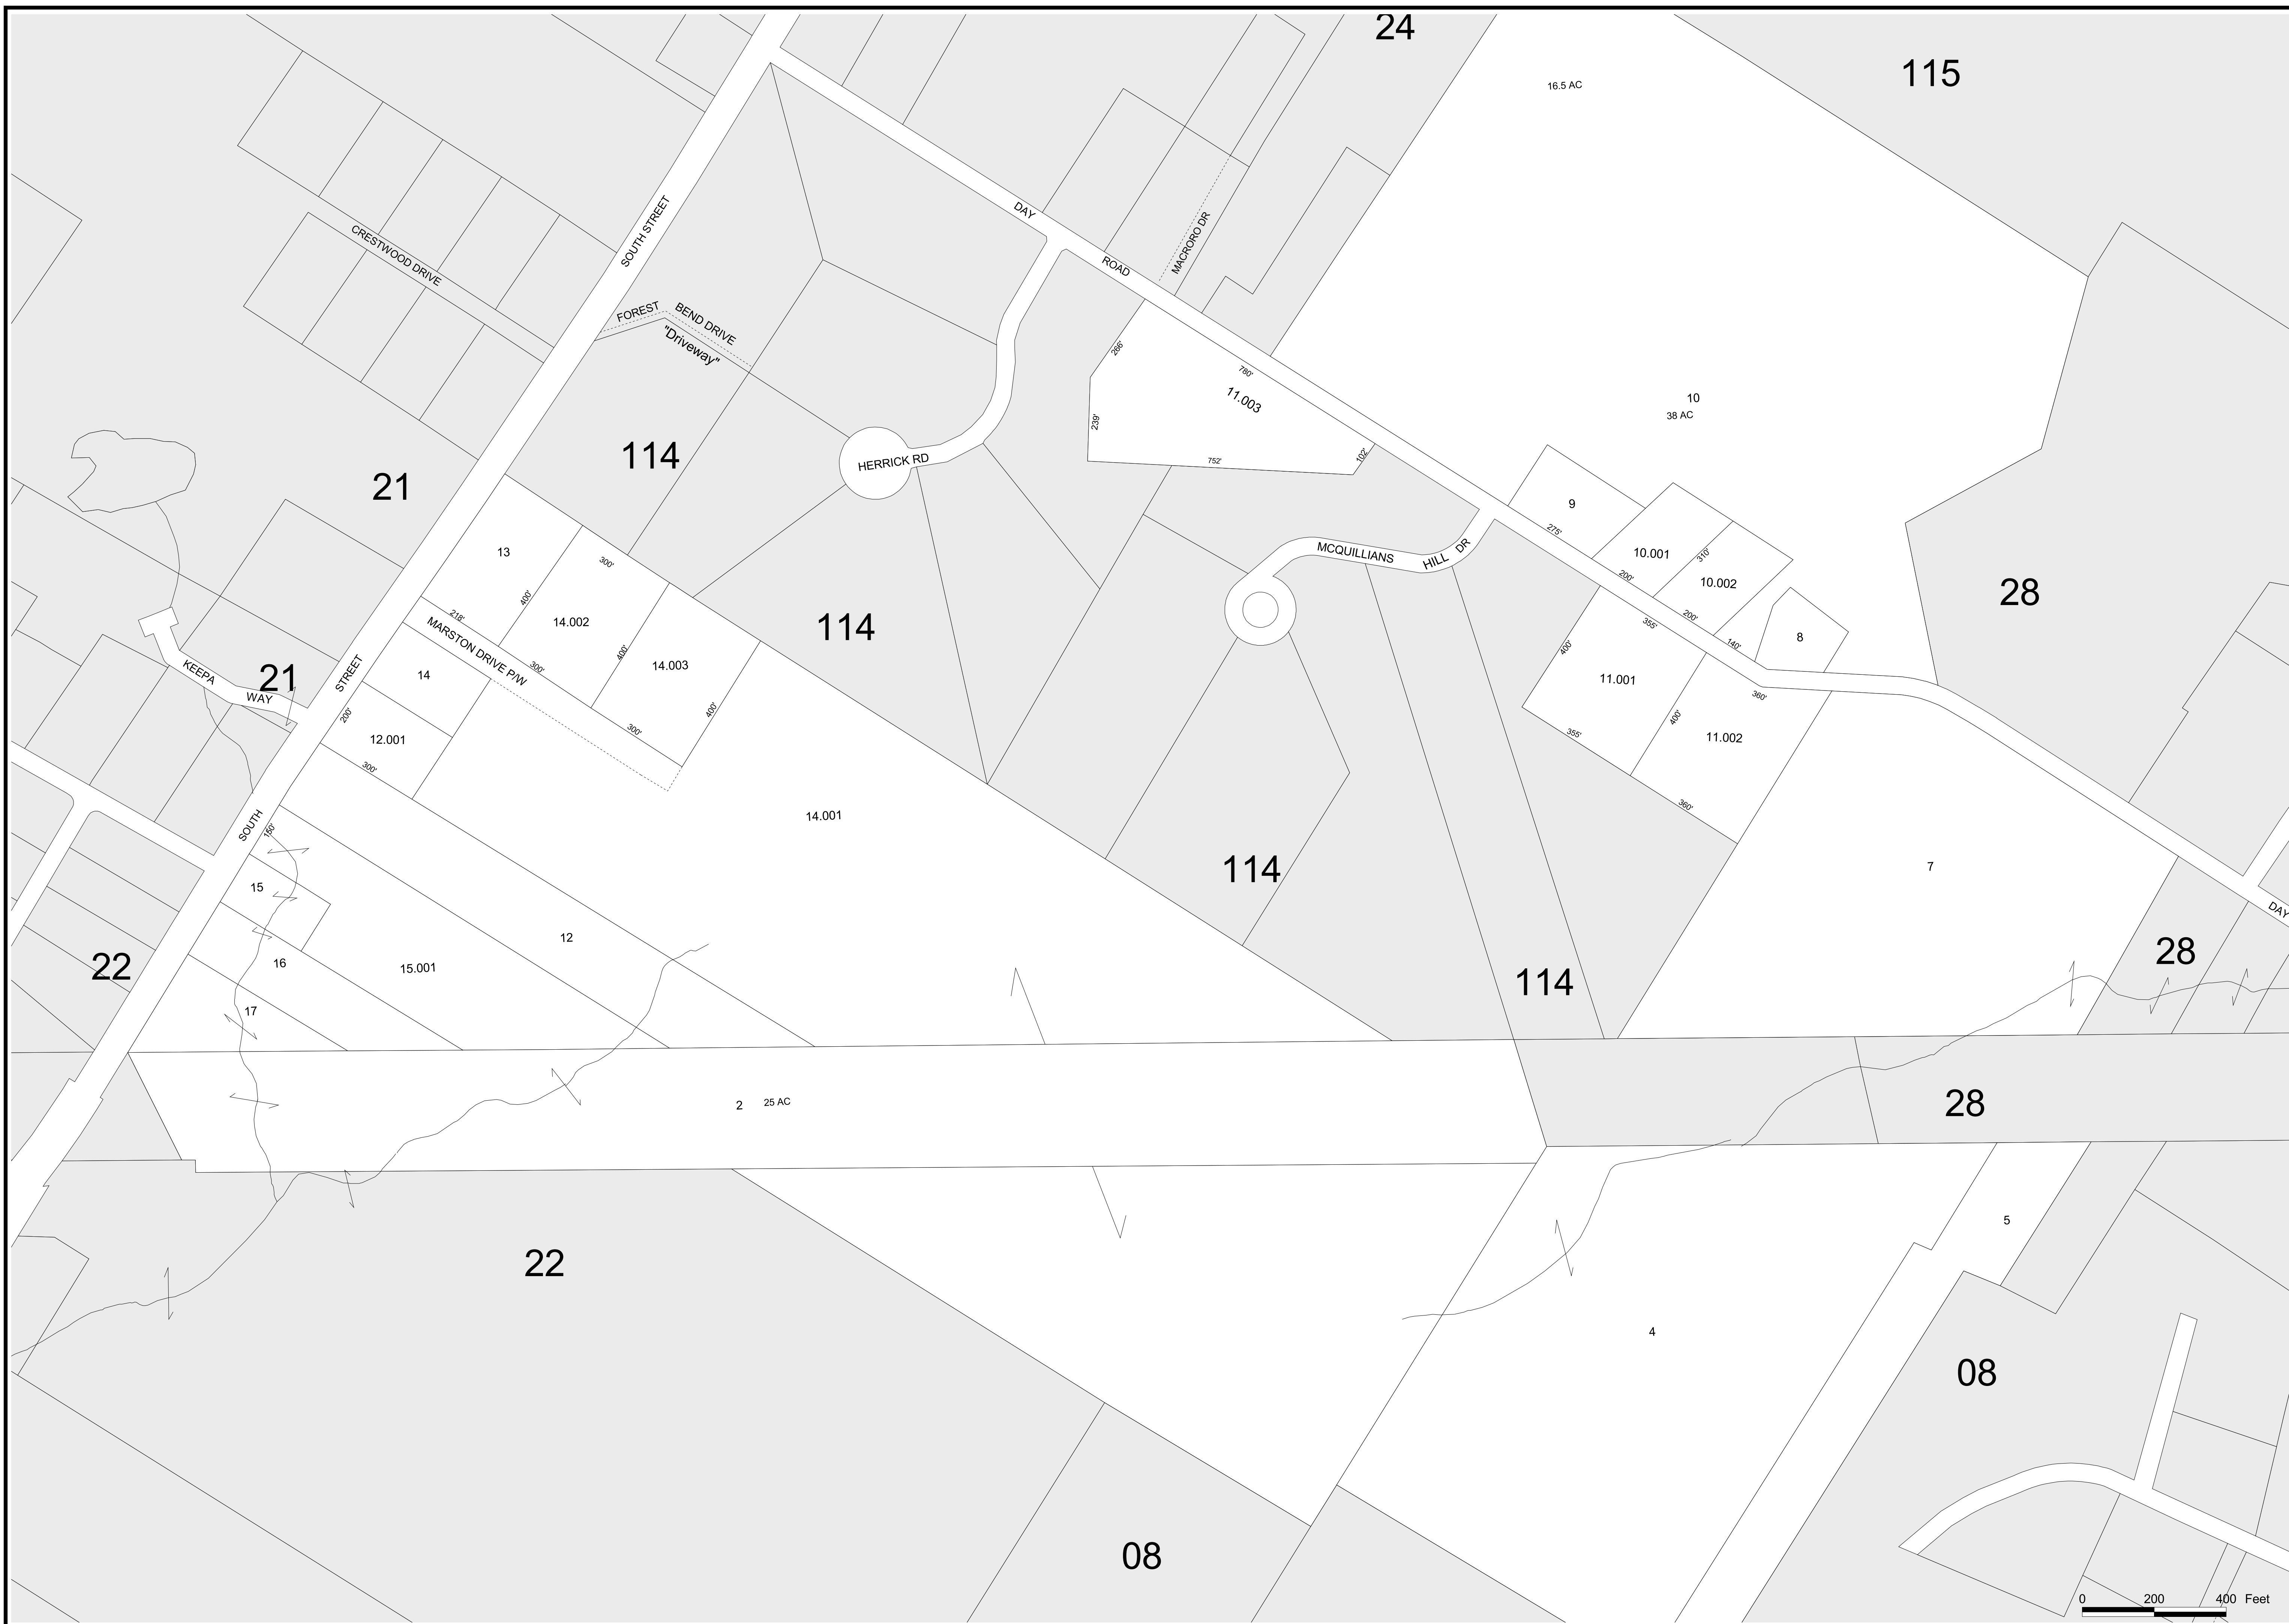 24
115
16.5 AC
DAY
ROAD
MACRORO DR
SOUTH STREET
CRESTWOOD DRIVE
FOREST
BEND DRIVE
"Driveway"
266'
780'
11.003
239'
752'
102'
10
38 AC
114
21
HERRICK RD
9
275'
13
300'
400'
14.002
218'
MARSTON DRIVE P/W
300'
400'
14.003
400'
300'
114
MCQUILLIANS
HILL
DR
10.001
310'
200'
10.002
200'
140'
8
28
355'
400'
11.001
360'
400'
11.002
355'
360'
KEEPA
WAY
21
STREET
200'
14
12.001
300'
SOUTH
150'
14.001
7
114
15
12
16
15.001
17
22
114
28
DAY
2
25 AC
28
22
5
4
08
08
0 200 400 Feet